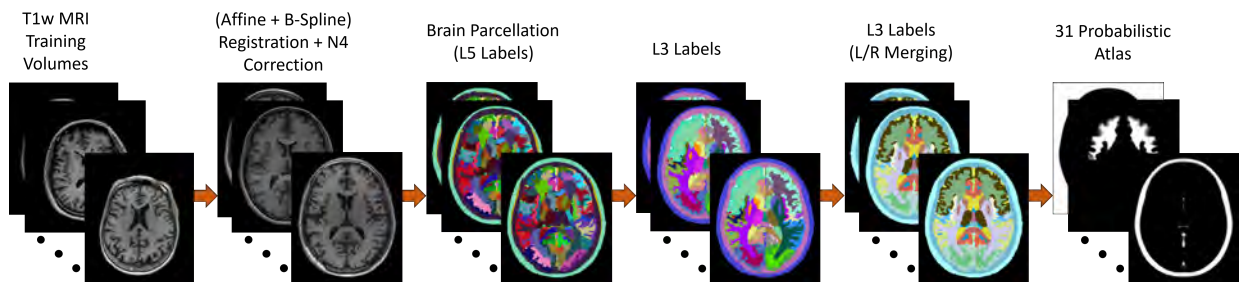 T1w MRI
Training
Volumes
(Affine + B-Spline)
Registration + N4
Correction
Brain Parcellation
(L5 Labels)
L3 Labels
L3 Labels
(L/R Merging)
31 Probabilistic
Atlas